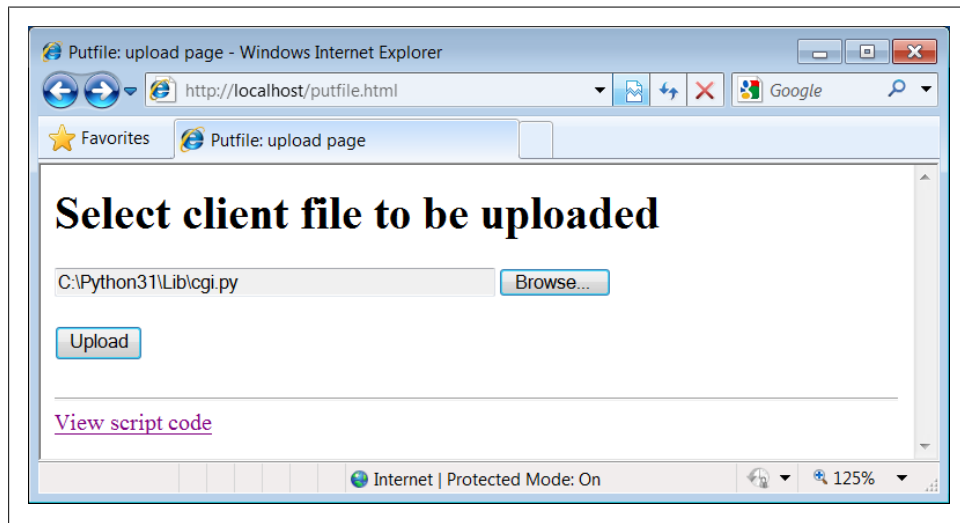 Putfile: upload page - Windows Internet Explorer
http://localhost/putfile.html
Google
Favorites
Putfile: upload page
Select client file to be uploaded
C:\Python31\Lib\cgi.py
Browse...
Upload
View script code
Internet | Protected Mode: On
125%